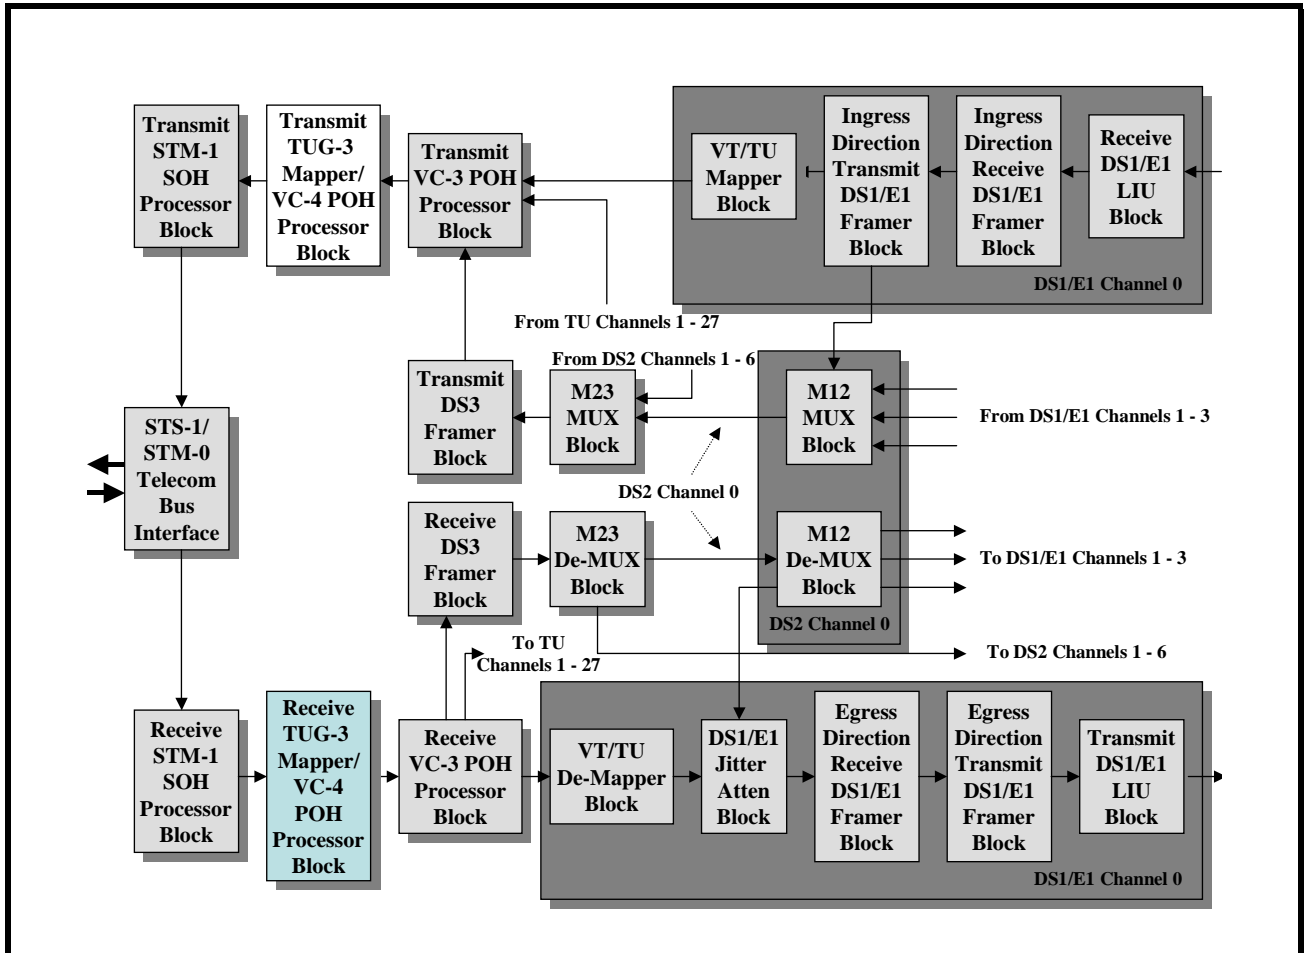 Transmit
STM-1
SOH
Processor
Block
Transmit
TUG-3
Mapper/
VC-4 POH
Processor
Block
Transmit
VC-3 POH
Processor
Block
VT/TU
Mapper
Block
Ingress
Direction
Transmit
DS1/E1
Framer
Block
Ingress
Direction
Receive
DS1/E1
Framer
Block
Receive
DS1/E1
LIU
Block
DS1/E1 Channel 0
From TU Channels 1 - 27
From DS2 Channels 1 - 6
Transmit
DS3
Framer
Block
M23
MUX
Block
M12
MUX
Block
From DS1/E1 Channels 1 - 3
STS-1/
STM-0
Telecom
Bus
Interface
DS2 Channel 0
Receive
DS3
Framer
Block
M23
De-MUX
Block
M12
De-MUX
Block
To DS1/E1 Channels 1 - 3
DS2 Channel 0
To TU
Channels 1 - 27
To DS2 Channels 1 - 6
Receive
STM-1
SOH
Processor
Block
Receive
TUG-3
Mapper/
VC-4
POH
Processor
Block
Receive
VC-3 POH
Processor
Block
VT/TU
De-Mapper
Block
DS1/E1
Jitter
Atten
Block
Egress
Direction
Receive
DS1/E1
Framer
Block
Egress
Direction
Transmit
DS1/E1
Framer
Block
Transmit
DS1/E1
LIU
Block
DS1/E1 Channel 0